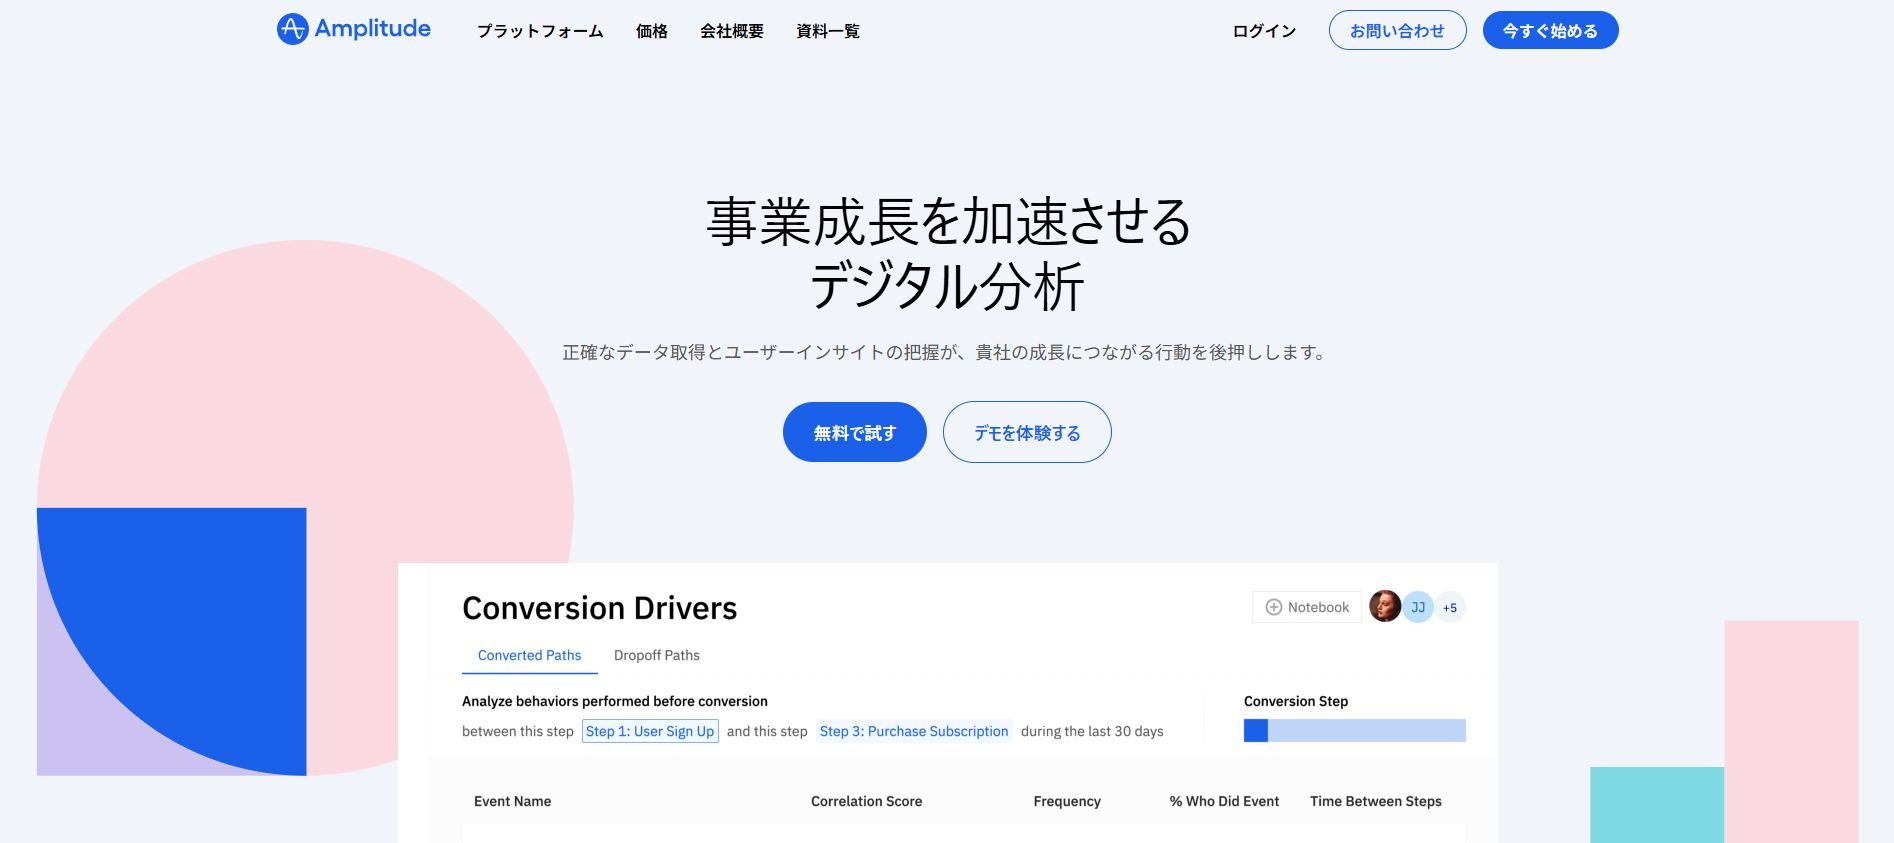 Amplitude プラットフォーム 価格 会社概要 資料一覧 ログイン お問い合わせ 今すぐ始める
事業成長を加速させる
デジタル分析
正確なデータ取得とユーザーインサイトの把握が、貴社の成長につながる行動を後押しします。
無料で試す デモを体験する
Conversion Drivers Notebook JJ +5
Converted Paths Dropoff Paths
Analyze behaviors performed before conversion Conversion Step
between this step Step 1: User Sign Up and this step Step 3: Purchase Subscription during the last 30 days
Event Name Correlation Score Frequency % Who Did Event Time Between Steps